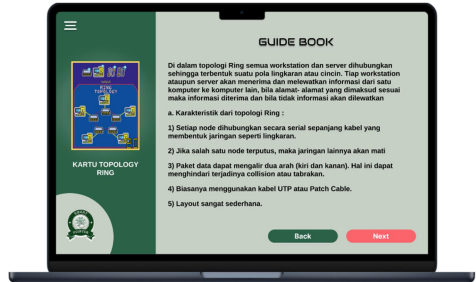 GUIDE BOOK
Di dalam topologi Ring semua workstation dan server dihubungkan
sehingga terbentuk suatu pola lingkaran atau cincin. Tiap workstation
ataupun server akan menerima dan melewatkan informasi dari satu
komputer ke komputer lain, bila alamat- alamat yang dimaksud sesuai
maka informasi diterima dan bila tidak informasi akan dilewatkan
a. Karakteristik dari topologi Ring :
1) Setiap node dihubungkan secara serial sepanjang kabel yang
membentuk jaringan seperti lingkaran.
2) Jika salah satu node terputus, maka jaringan lainnya akan mati
3) Paket data dapat mengalir dua arah (kiri dan kanan). Hal ini dapat
menghindari terjadinya collision atau tabrakan.
4) Biasanya menggunakan kabel UTP atau Patch Cable.
5) Layout sangat sederhana.
RING
TOPOLOGY
KARTU TOPOLOGY
RING
Back
Next